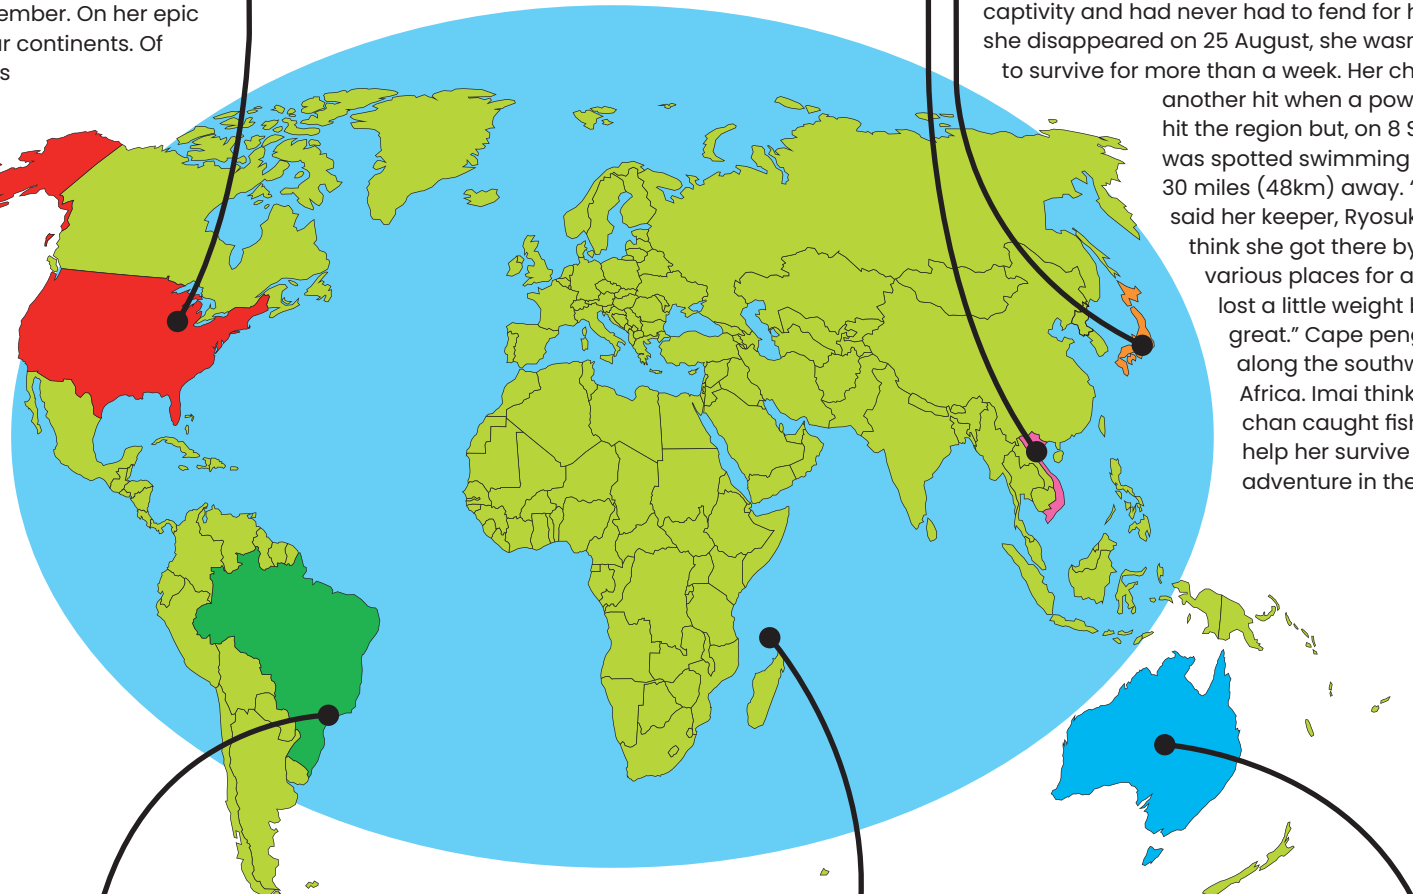 ember. On her epic
r continents. Of
s
captivity and had never had to fend for h
she disappeared on 25 August, she wasn
to survive for more than a week. Her ch
another hit when a pow
hit the region but, on 8 S
was spotted swimming
30 miles (48km) away. “
said her keeper, Ryosuk
think she got there by
various places for a
lost a little weight
great.” Cape peng
along the southw
Africa. Imai think
chan caught fish
help her survive
adventure in the